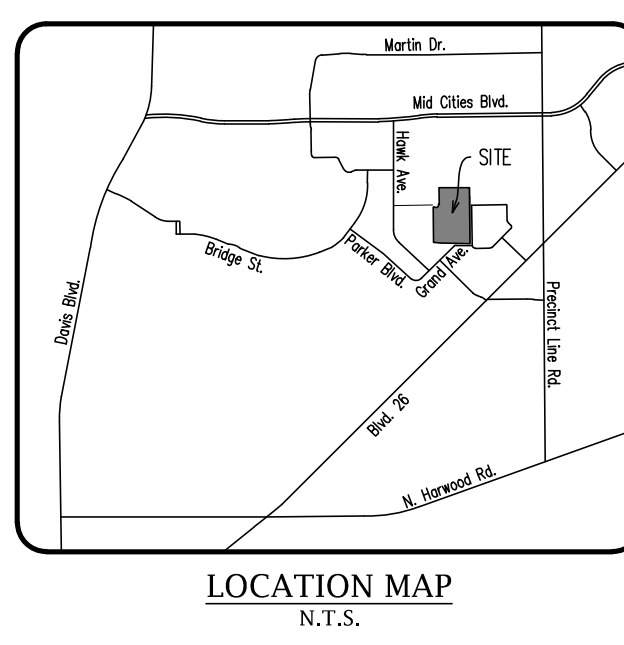 Martin Dr.
Mid Cities Blvd.
Hawk Ave.
SITE
Bridge St.
Parker Blvd.
Grand Ave.
Davis Blvd.
Precinct Line Rd.
Blvd. 26
N. Harwood Rd.
LOCATION MAP
N.T.S.